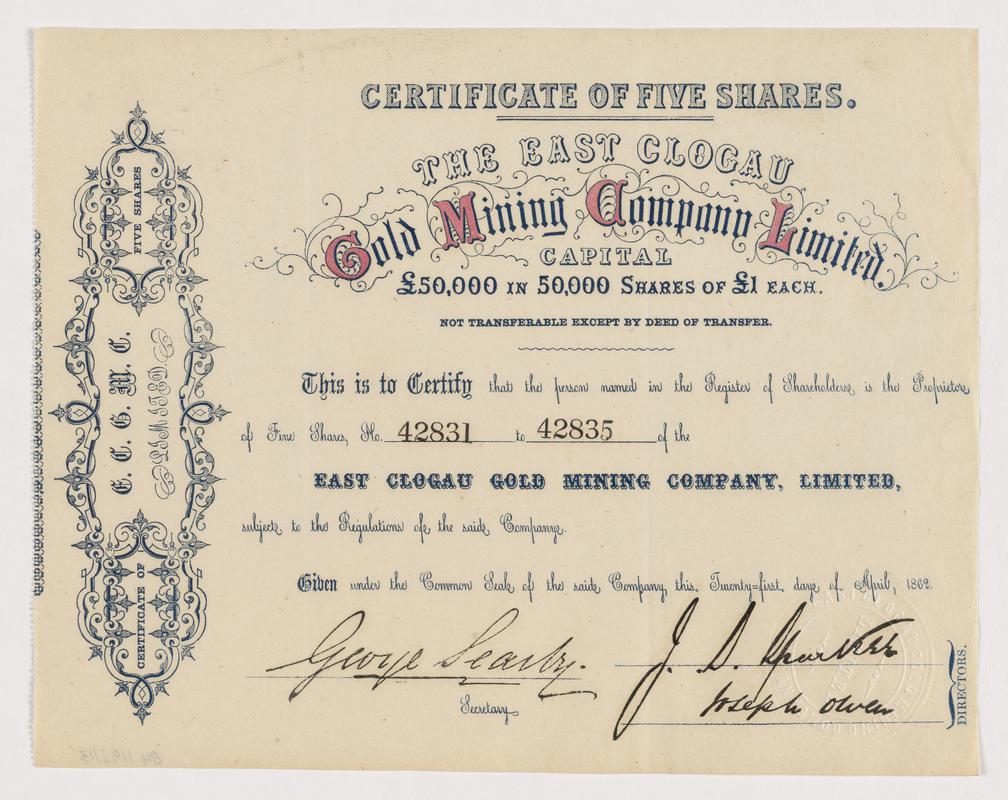 CERTIFICATE OF FIVE SHARES.
THE EAST CLOGAU
Gold Mining Company Limited.
CAPITAL
£50,000 IN 50,000 SHARES OF £1 EACH.
NOT TRANSFERABLE EXCEPT BY DEED OF TRANSFER.
This is to Certify that the person named in the Register of Shareholders, is the Proprietor
of Five Shares, No. 42831 to 42835 of the
EAST CLOGAU GOLD MINING COMPANY, LIMITED,
subject to the Regulations of the said Company.
Given under the Common Seal of the said Company, this Twenty=first day of April, 1862.
George Searby.
Secretary
J. D.
Joseph Owen
DIRECTORS.
CERTIFICATE OF FIVE SHARES
E. C. G. M. C.
LIMITED